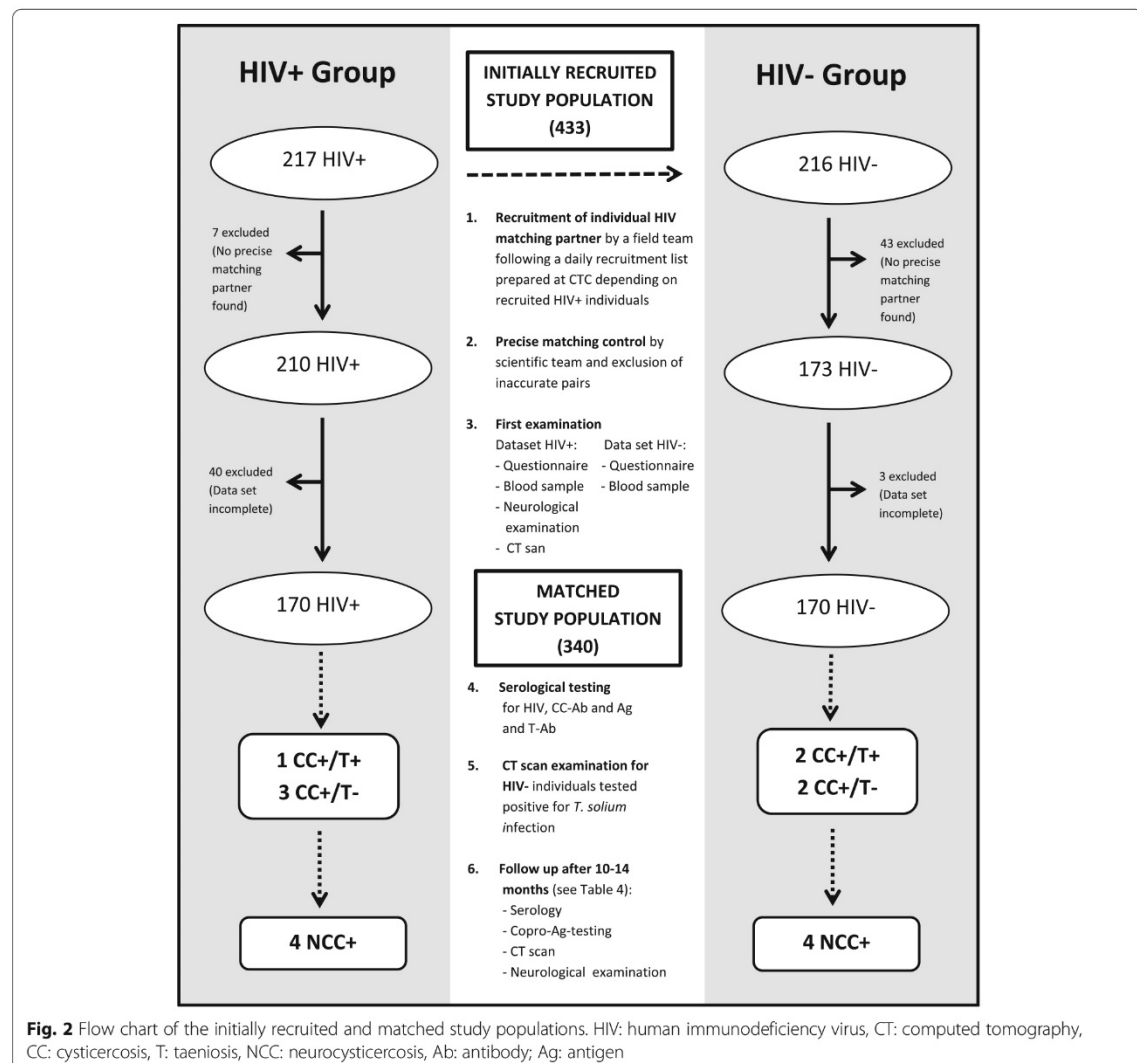 HIV+ Group
217 HIV+
7 excluded
(No precise
matching
partner
found)
210 HIV+
40 excluded
(Data set
incomplete)
170 HIV+
1 CC+/T+
3 CC+/T-
4 NCC+
INITIALLY RECRUITED
STUDY POPULATION
(433)
1. Recruitment of individual HIV
matching partner by a field team
following a daily recruitment list
prepared at CTC depending on
recruited HIV+ individuals
2. Precise matching control by
scientific team and exclusion of
inaccurate pairs
3. First examination
Dataset HIV+: Data set HIV-:
- Questionnaire - Questionnaire
- Blood sample - Blood sample
- Neurological
examination
- CT san
MATCHED
STUDY POPULATION
(340)
4. Serological testing
for HIV, CC-Ab and Ag
and T-Ab
5. CT scan examination for
HIV- individuals tested
positive for T. solium
infection
6. Follow up after 10-14
months (see Table 4):
- Serology
- Copro-Ag-testing
- CT scan
- Neurological examination
HIV- Group
216 HIV-
43 excluded
(No precise
matching
partner
found)
173 HIV-
3 excluded
(Data set
incomplete)
170 HIV-
2 CC+/T+
2 CC+/T-
4 NCC+
Fig. 2 Flow chart of the initially recruited and matched study populations. HIV: human immunodeficiency virus, CT: computed tomography,
CC: cysticercosis, T: taeniosis, NCC: neurocysticercosis, Ab: antibody; Ag: antigen